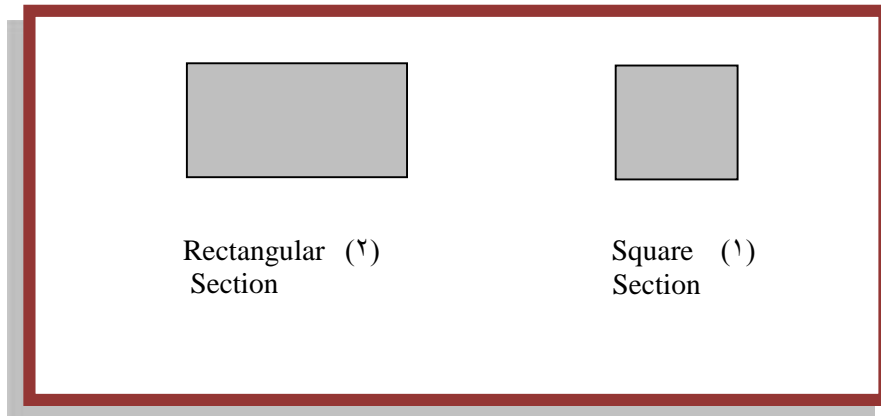 Rectangular (٢)
Section
Square (١)
Section